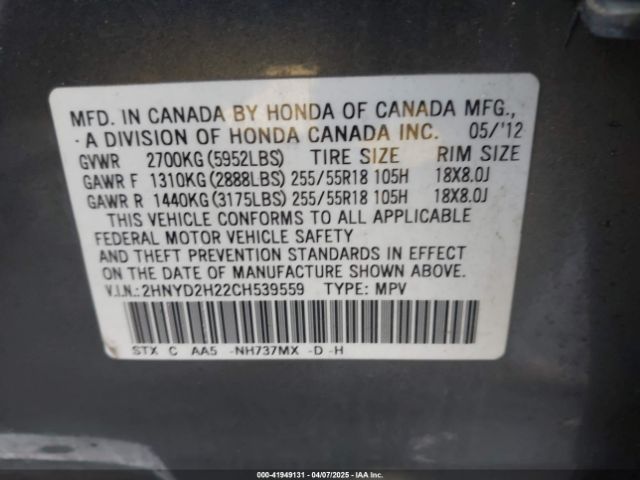 MFD. IN CANADA BY HONDA OF CANADA MFG.,
A DIVISION OF HONDA CANADA INC. 05/'12
GVWR 2700KG(5952LBS) TIRE SIZE RIM SIZE
GAWR F 1310KG(2888LBS) 255/55R18 105H 18X8.0J
GAWR R 1440KG(3175LBS) 255/55R18 105H 18X8.0J
THIS VEHICLE CONFORMS TO ALL APPLICABLE
FEDERAL MOTOR VEHICLE SAFETY
AND THEFT PREVENTION STANDARDS IN EFFECT
ON THE DATE OF MANUFACTURE SHOWN ABOVE.
V.I.N.:2HNYD2H22CH539559 TYPE: MPV
STX C AA5 -NH737MX -D -H
000-41949131 - 04/07/2025 - IAA Inc.